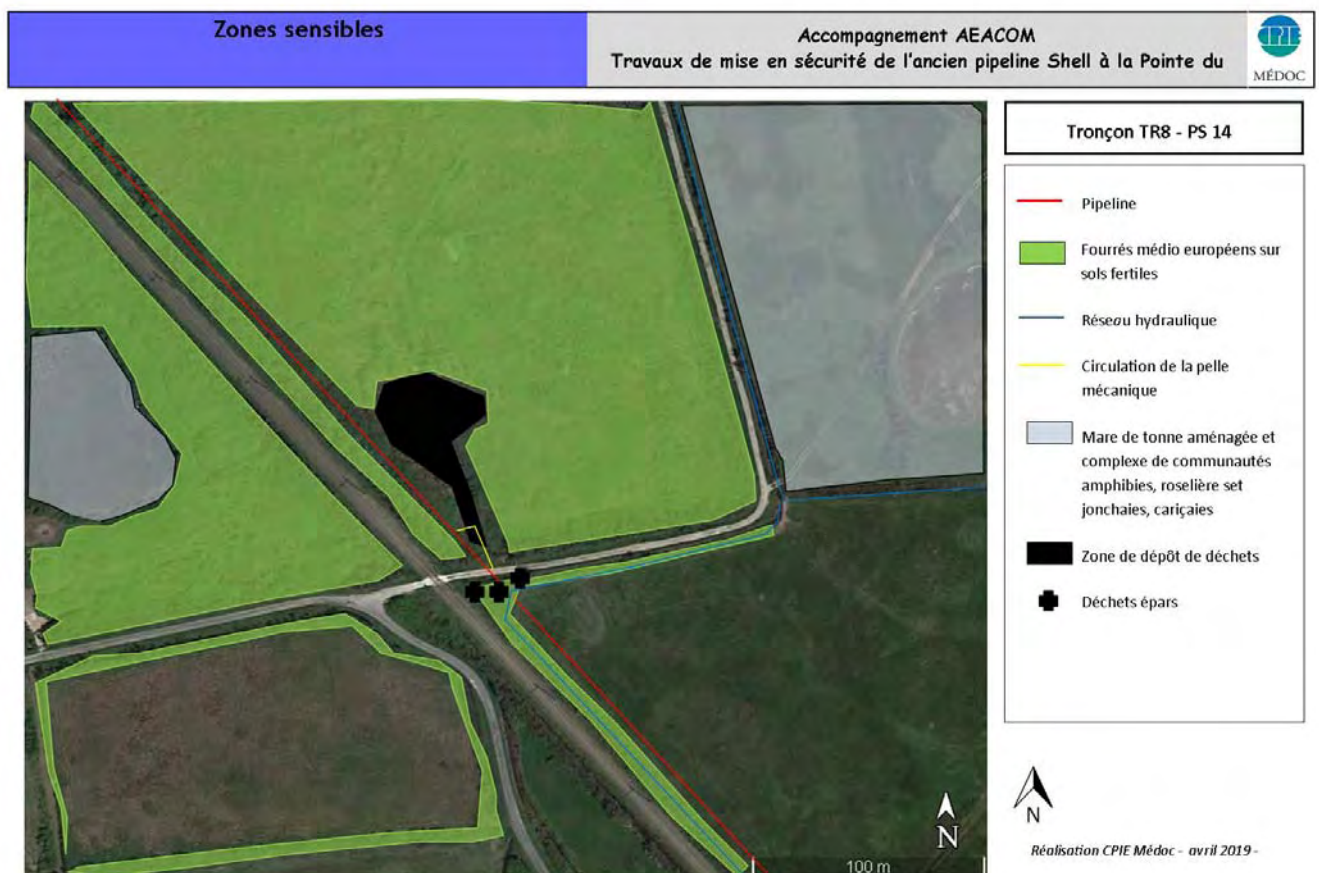 Zones sensibles
Accompagnement AEACOM
Travaux de mise en sécurité de l'ancien pipeline Shell à la Pointe du
CPIE
MÉDOC
Tronçon TR8 - PS 14
Pipeline
Fourrés médio européens sur
sols fertiles
Réseau hydraulique
Circulation de la pelle
mécanique
Mare de tonne aménagée et
complexe de communautés
amphibies, roselière set
jonchaies, cariçaies
Zone de dépôt de déchets
Déchets épars
N
100 m
N
Réalisation CPIE Médoc - avril 2019 -